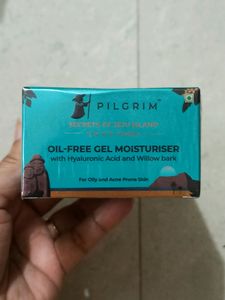 PILGRIM
SECRETS OF JEJU ISLAND
OIL-FREE GEL MOISTURISER
with Hyaluronic Acid and Willow bark
For Oily and Acne Prone Skin